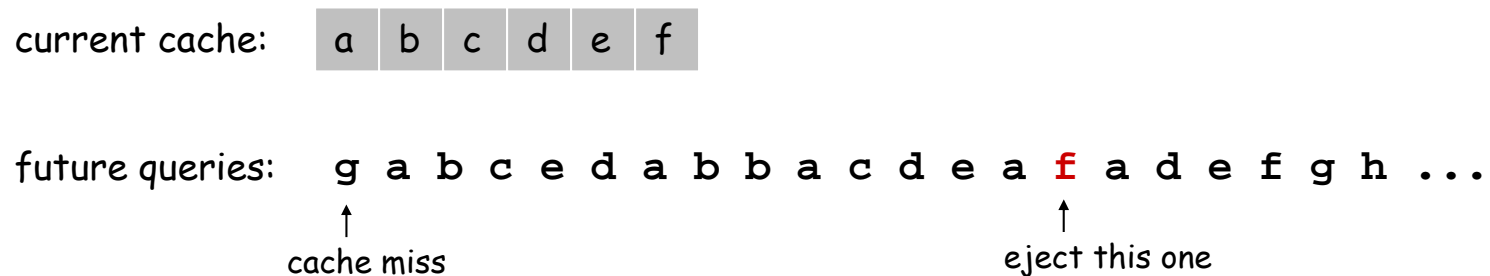 current cache: a b c d e f
future queries: g a b c e d a b b a c d e a f a d e f g h ...
cache miss
eject this one